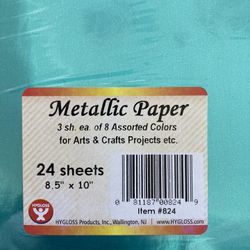 Metallic Paper
3 sh. ea. of 8 Assorted Colors
for Arts & Crafts Projects etc.
24 sheets
8.5" x 10"
0 81187 00824 9
HYGLOSS
Item #824
HYGLOSS Products, Inc., Wallington, NJ
www.hygloss.com